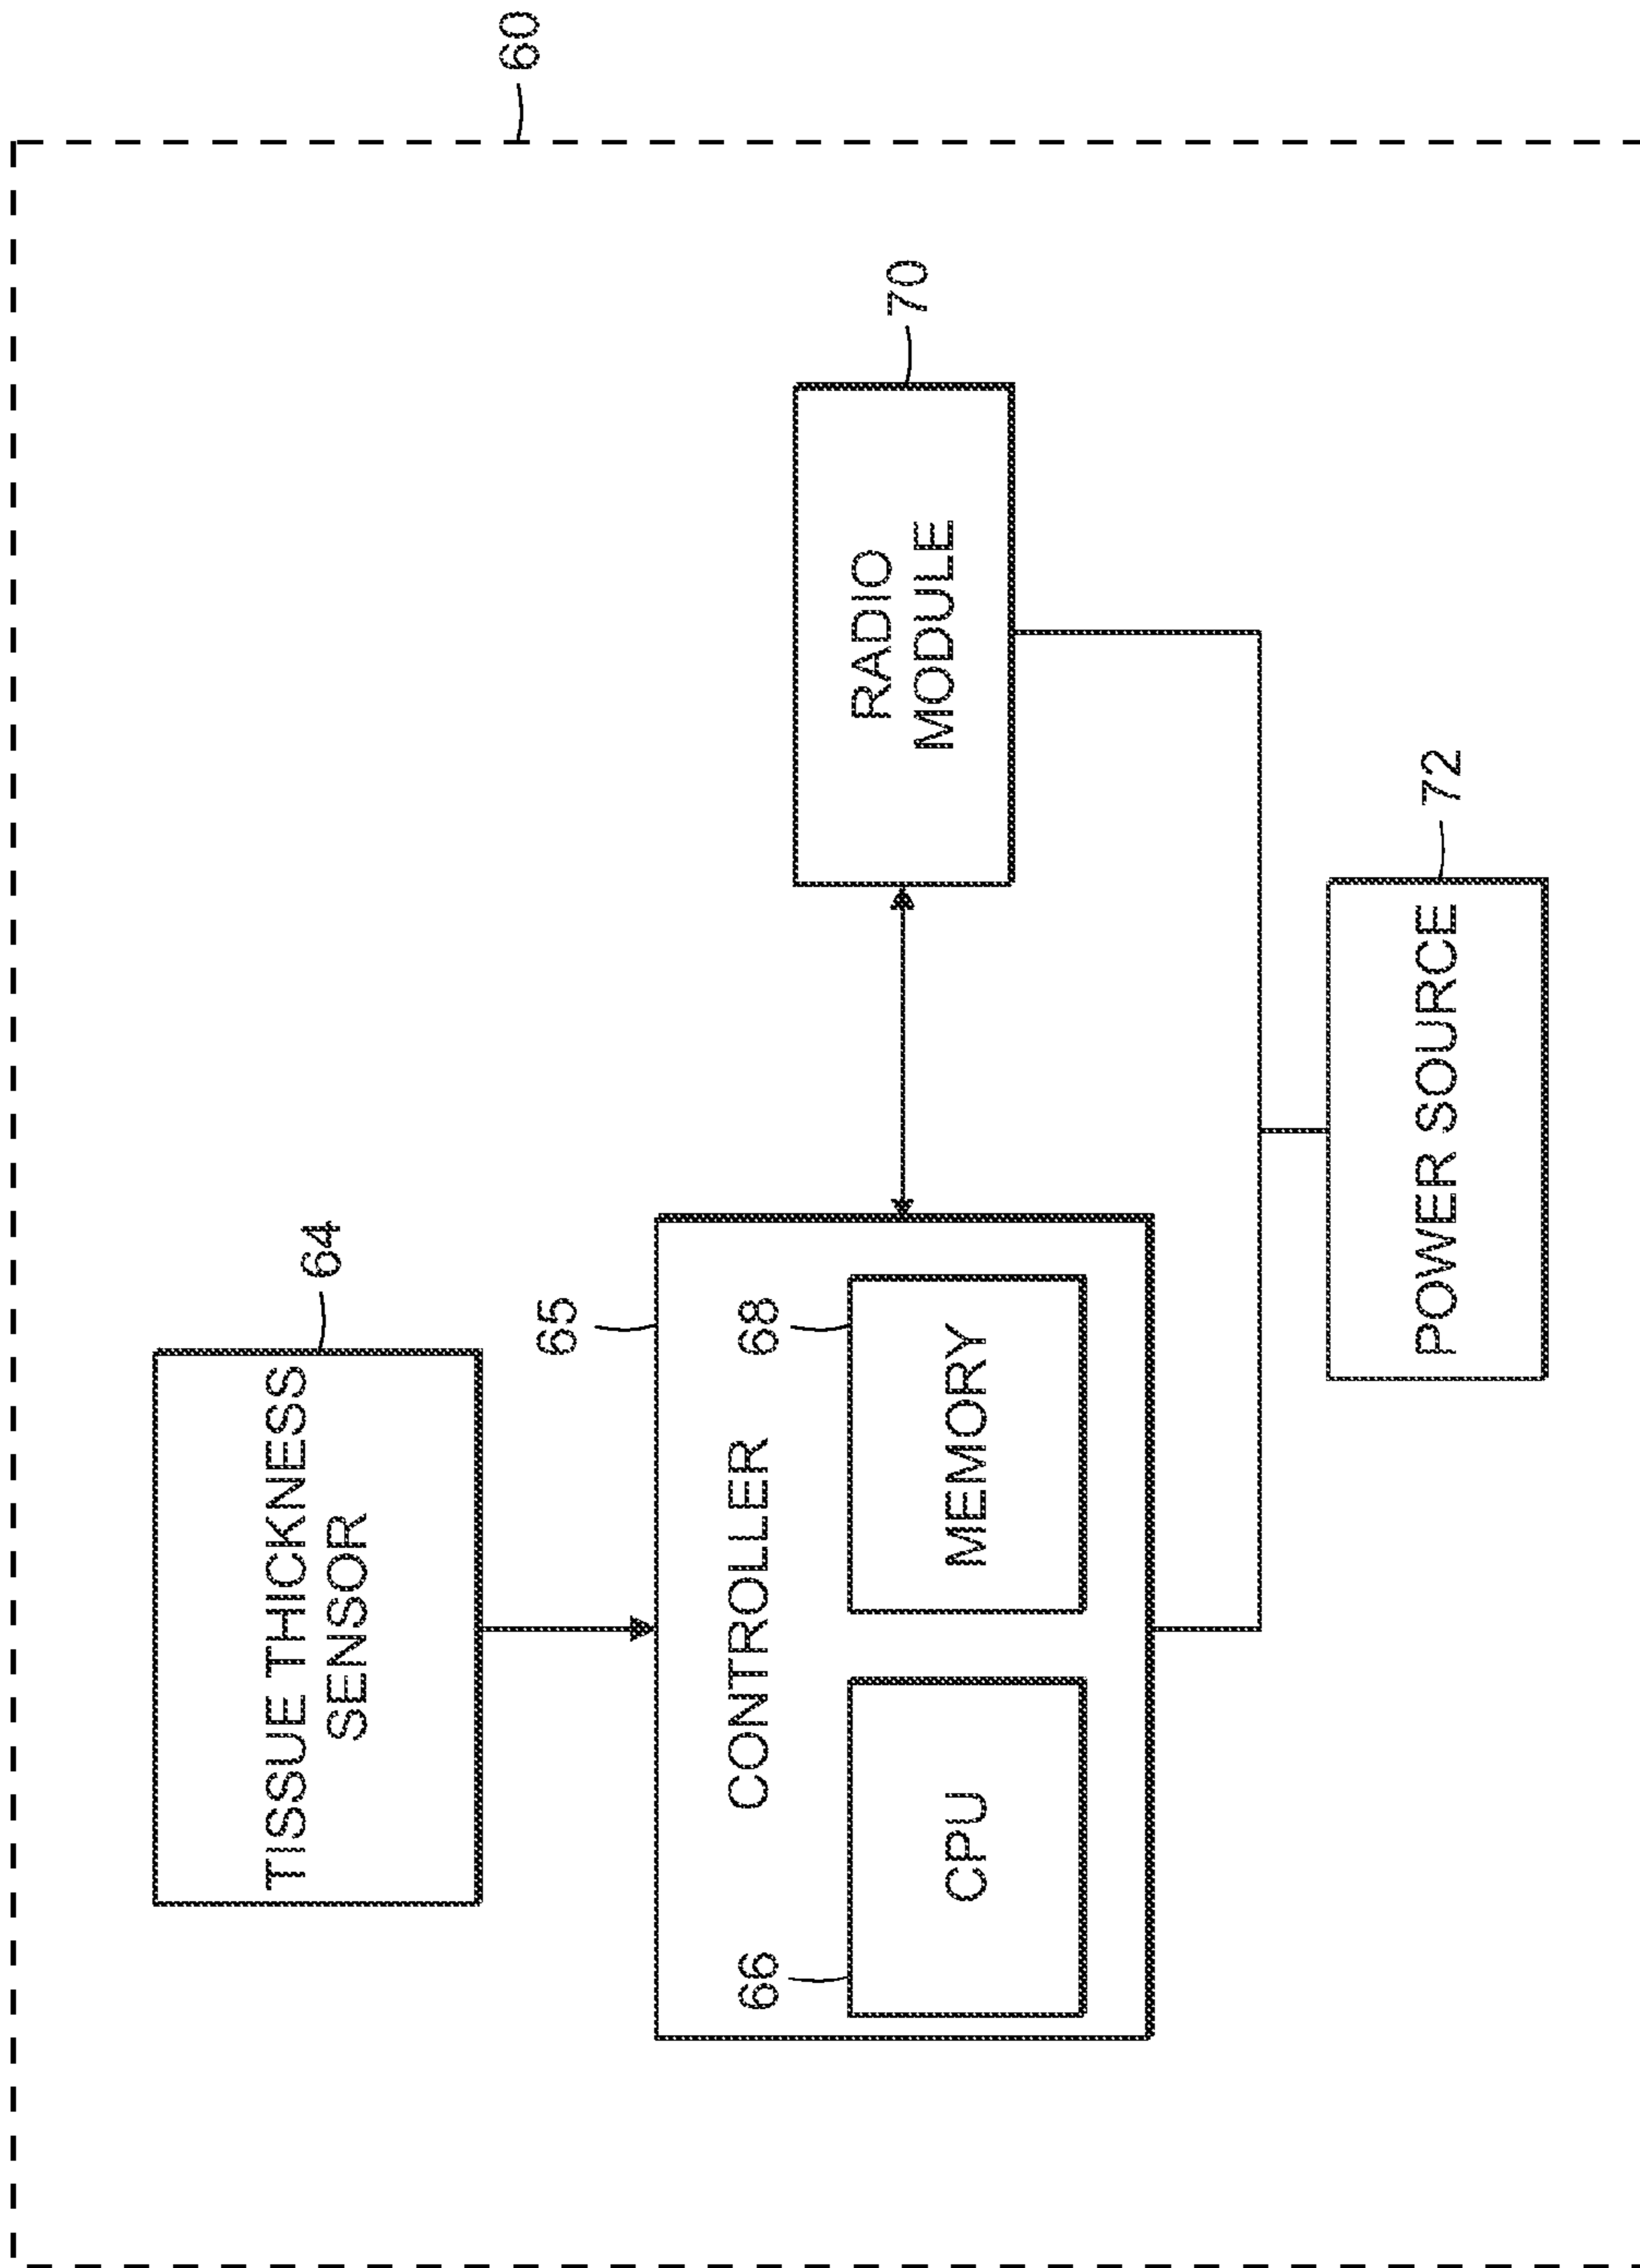 60
TISSUE THICKNESS
SENSOR
64
65
CONTROLLER
66
CPU
68
MEMORY
RADIO
MODULE
70
POWER SOURCE
72